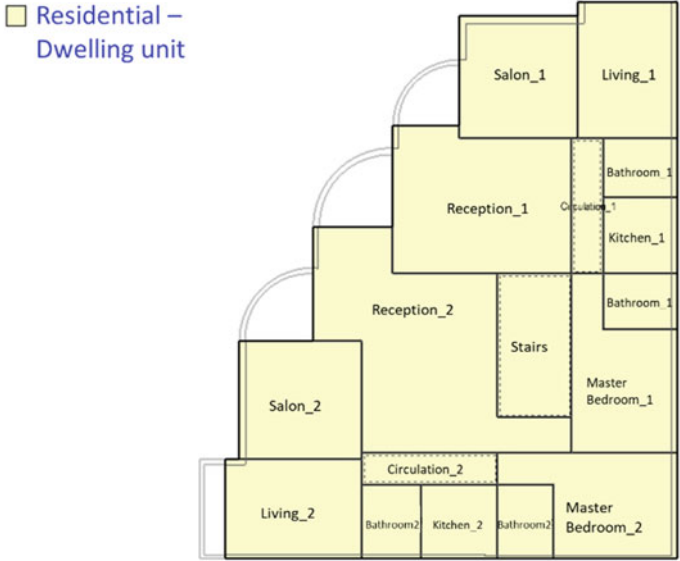 Residential –
Dwelling unit
Salon_1
Living_1
Bathroom_1
Reception_1
Circulation_1
Kitchen_1
Bathroom_1
Reception_2
Stairs
Master
Bedroom_1
Salon_2
Circulation_2
Living_2
Bathroom2
Kitchen_2
Bathroom2
Master
Bedroom_2